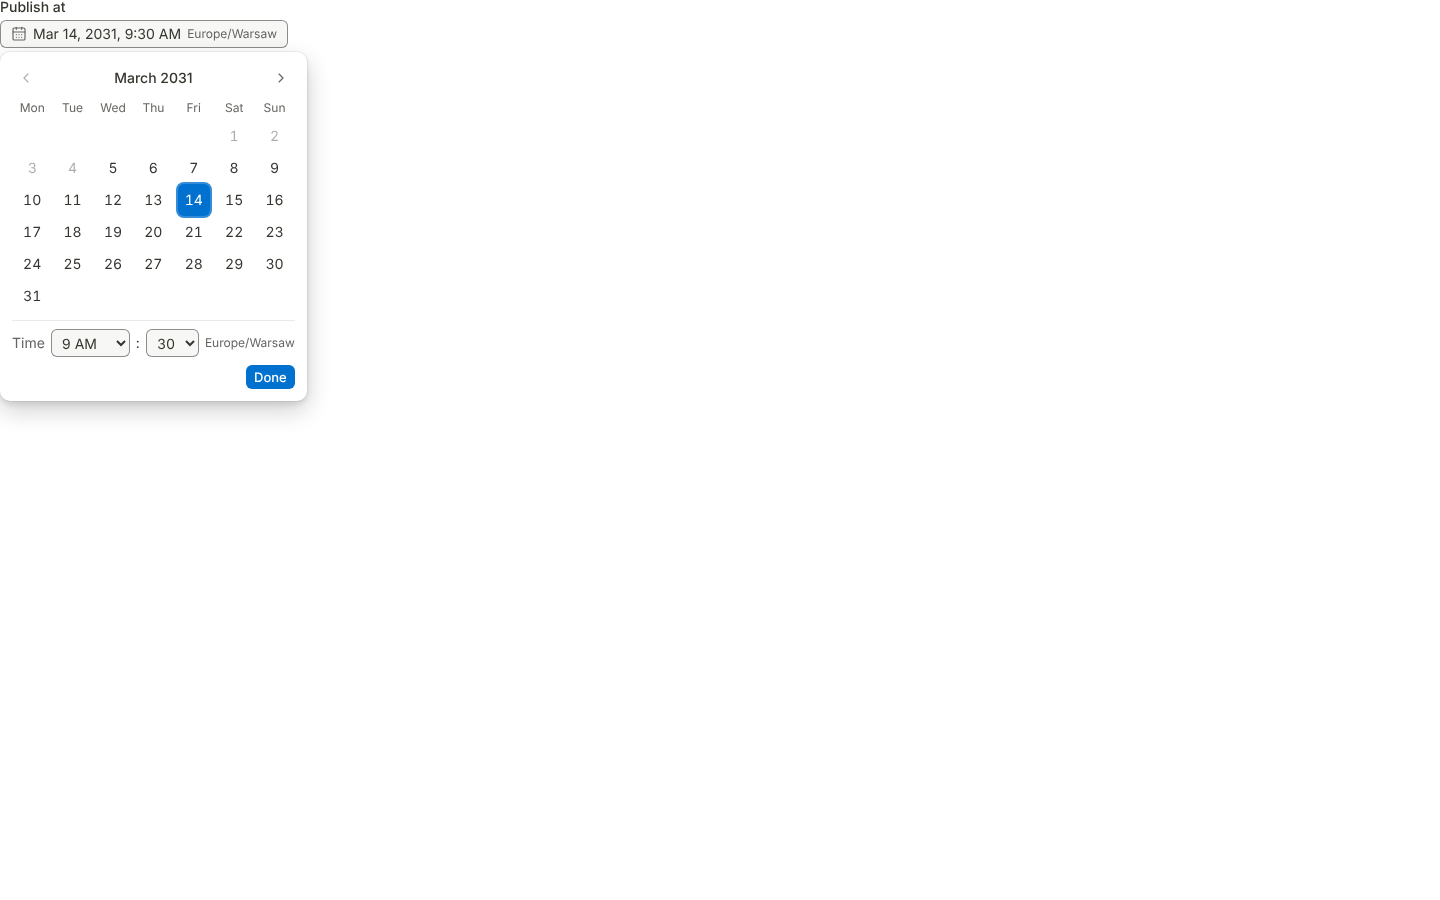 Publish at
Mar 14, 2031, 9:30 AM Europe/Warsaw
March 2031
Mon Tue Wed Thu Fri Sat Sun
1 2
3 4 5 6 7 8 9
10 11 12 13 14 15 16
17 18 19 20 21 22 23
24 25 26 27 28 29 30
31
Time 9 AM : 30 Europe/Warsaw
Done